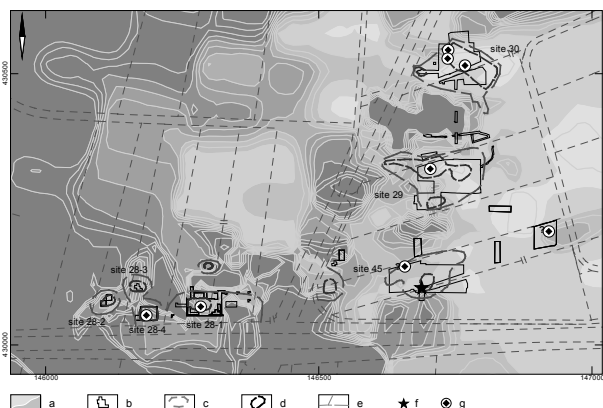 site 30
430500
site 29
site 45
site 28-3
site 28-2
site 28-4
site 28-1
430000
146000
146500
147000
a b c d e f g